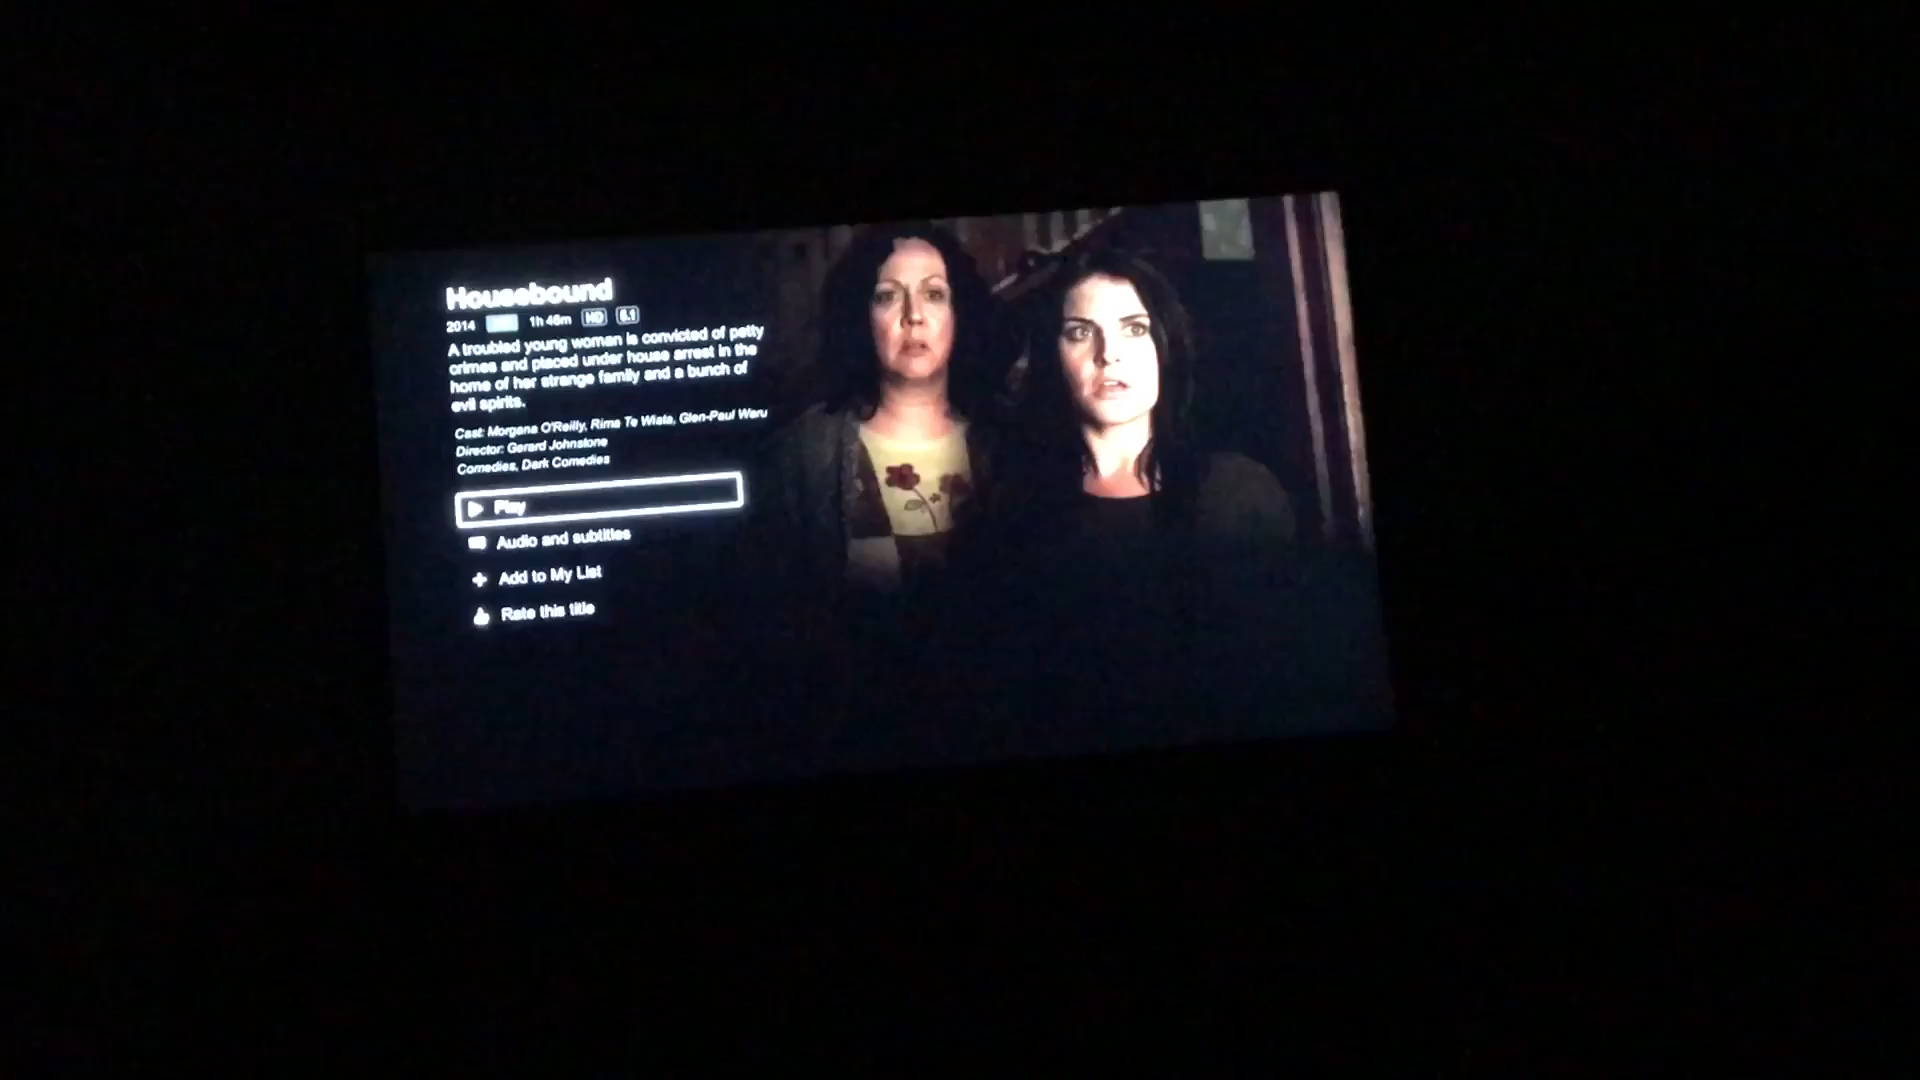 Housebound
2014 1h 46m HD 5.1
A troubled young woman is convicted of petty
crimes and placed under house arrest in the
home of her strange family and a bunch of
evil spirits.
Cast: Morgana O'Reilly, Rima Te Wiata, Glen-Paul Waru
Director: Gerard Johnstone
Comedies, Dark Comedies
Play
Audio and subtitles
Add to My List
Rate this title